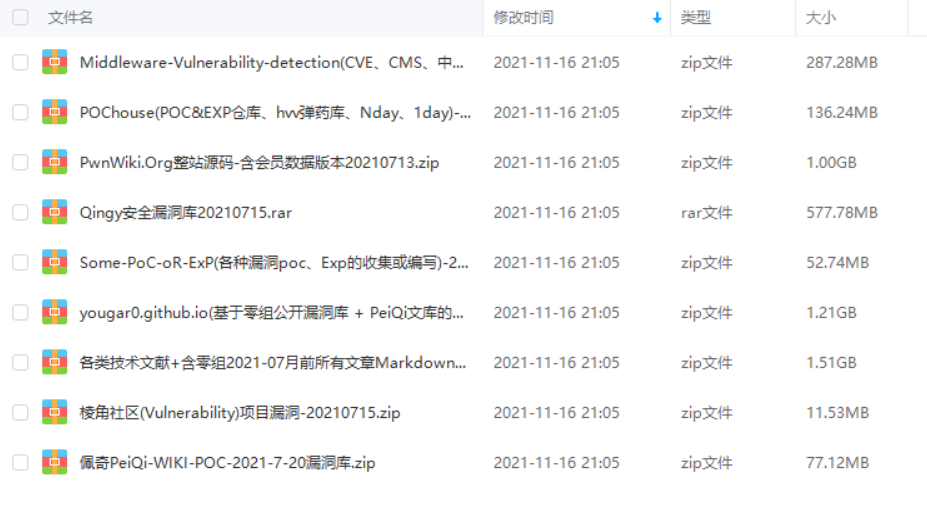 文件名 修改时间 类型 大小
Middleware-Vulnerability-detection(CVE、CMS、中... 2021-11-16 21:05 zip文件 287.28MB
POChouse(POC&EXP仓库、hvv弹药库、Nday、1day)-... 2021-11-16 21:05 zip文件 136.24MB
PwnWiki.Org整站源码-含会员数据版本20210713.zip 2021-11-16 21:05 zip文件 1.00GB
Qingy安全漏洞库20210715.rar 2021-11-16 21:05 rar文件 577.78MB
Some-PoC-oR-ExP(各种漏洞poc、Exp的收集或编写)-2... 2021-11-16 21:05 zip文件 52.74MB
yougar0.github.io(基于零组公开漏洞库 + PeiQi文库的... 2021-11-16 21:05 zip文件 1.21GB
各类技术文献+含零组2021-07月前所有文章Markdown... 2021-11-16 21:05 zip文件 1.51GB
棱角社区(Vulnerability)项目漏洞-20210715.zip 2021-11-16 21:05 zip文件 11.53MB
佩奇PeiQi-WIKI-POC-2021-7-20漏洞库.zip 2021-11-16 21:05 zip文件 77.12MB